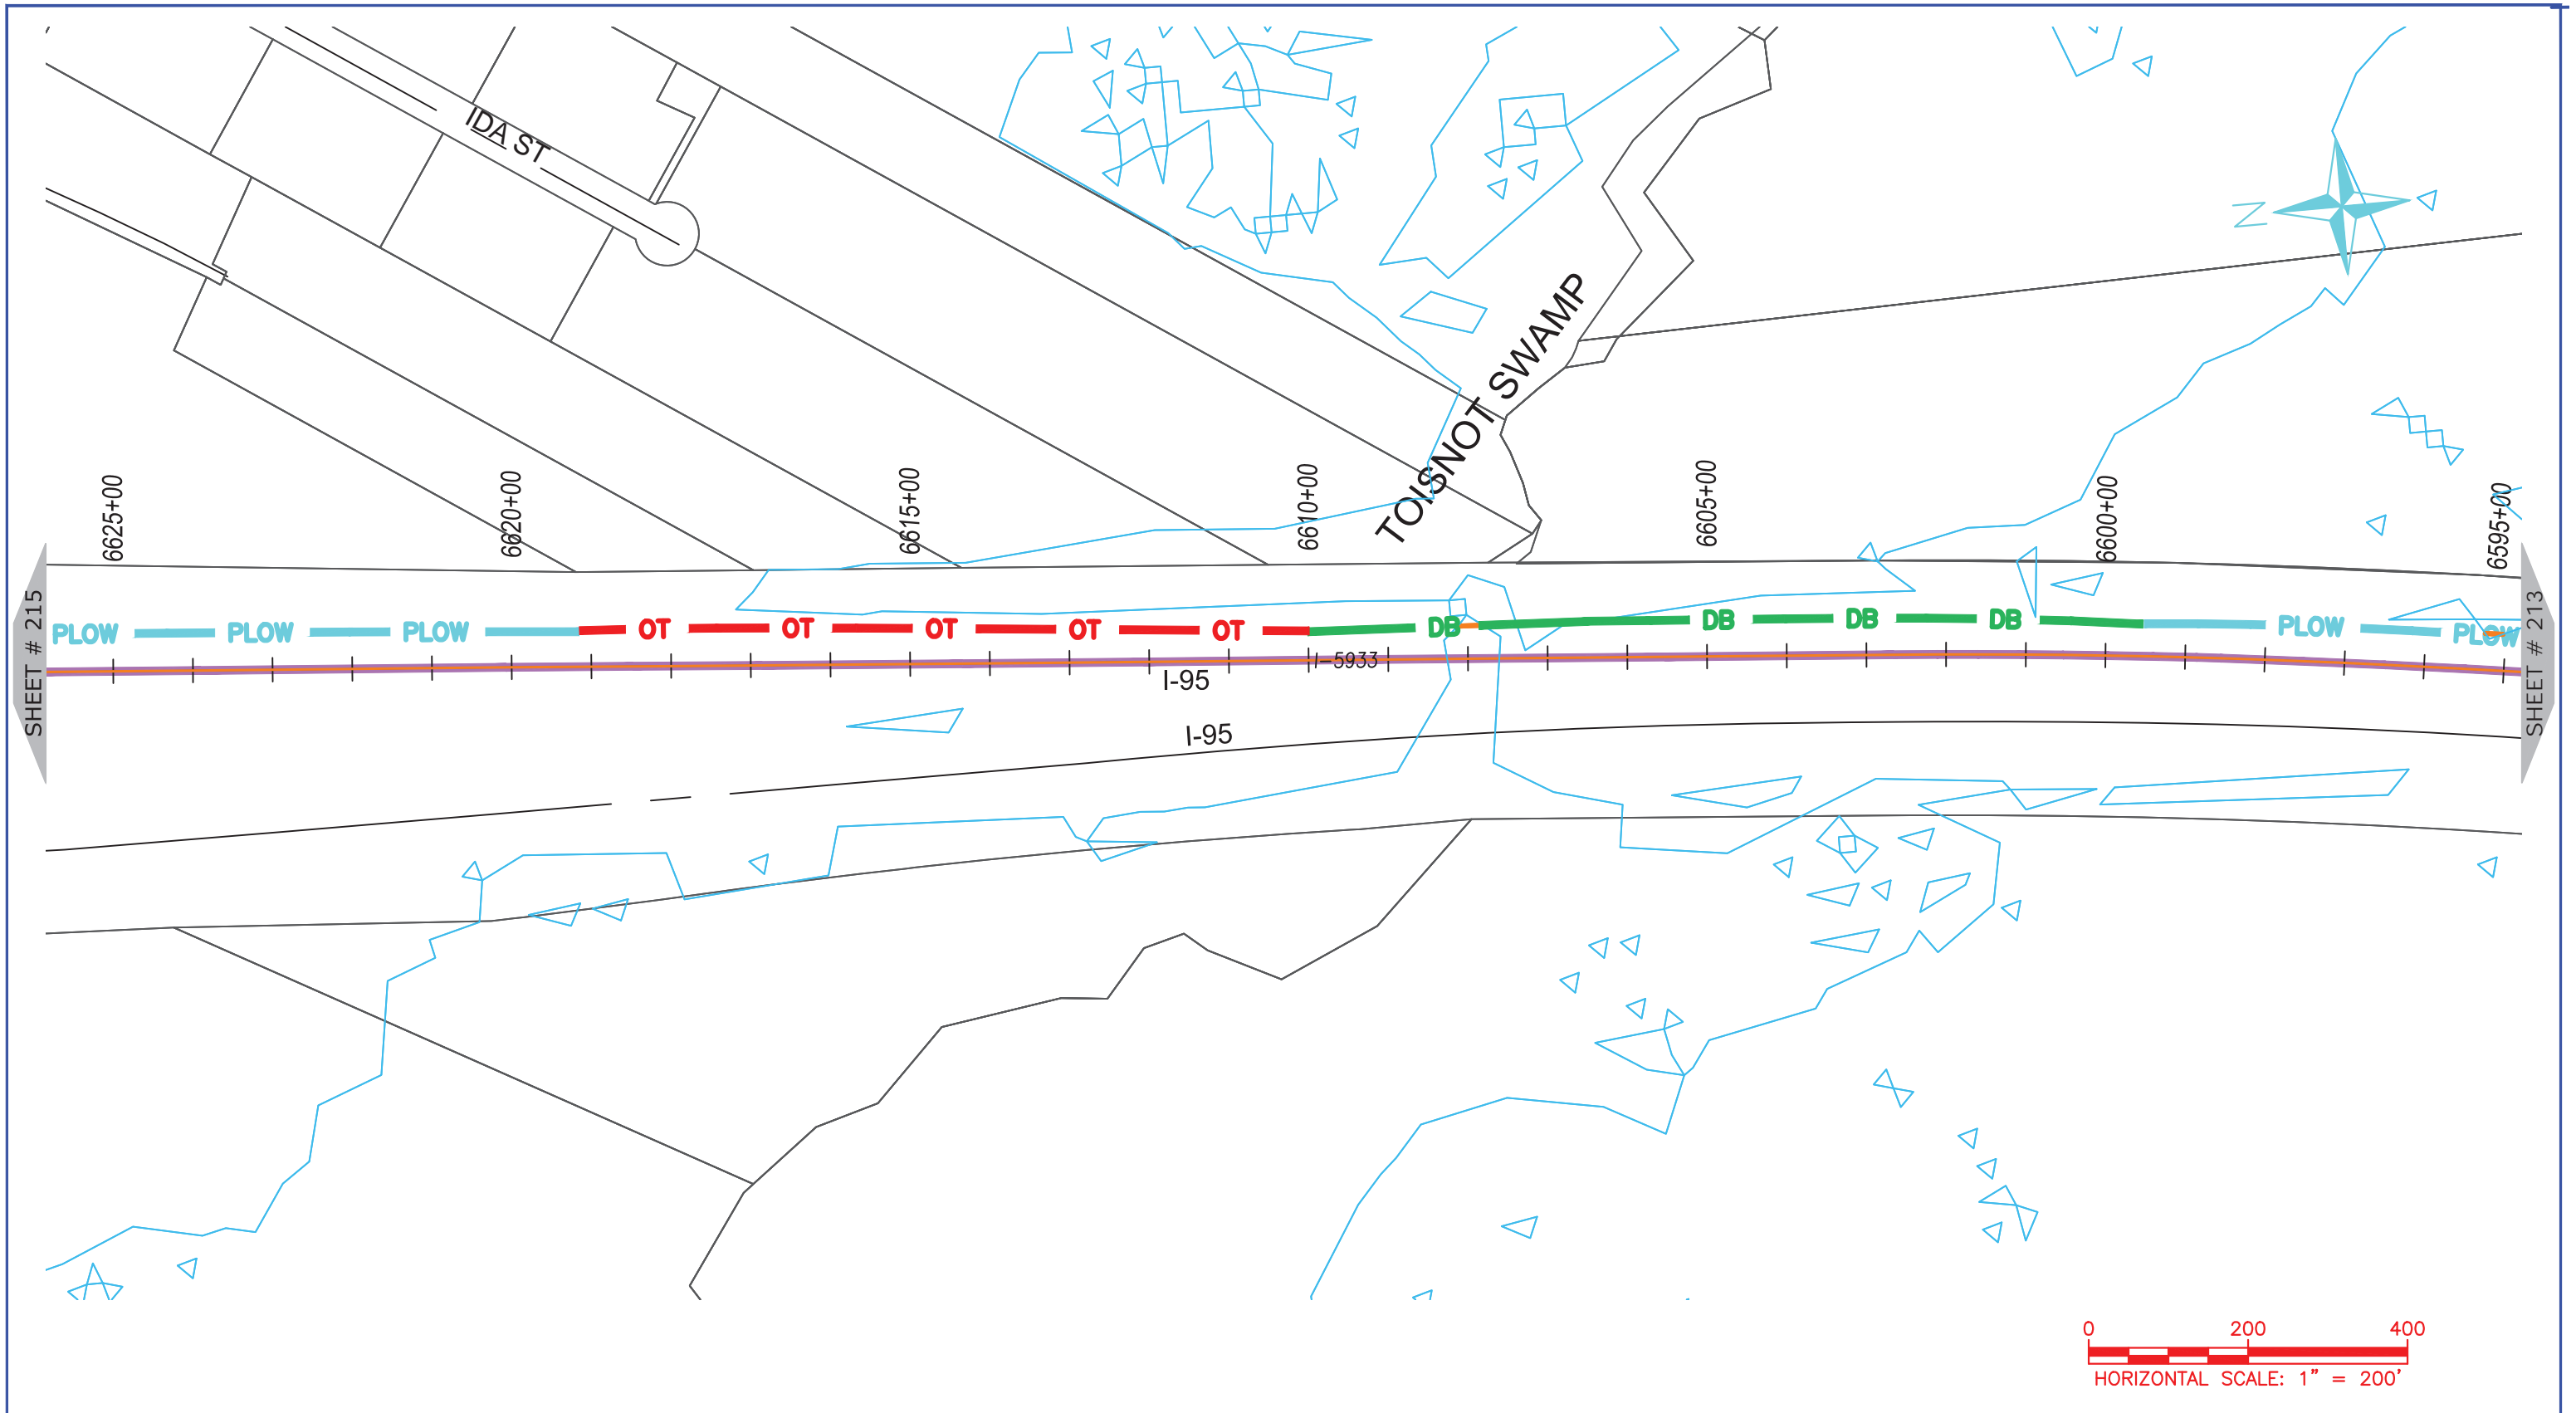 IDA ST
N
TOISNOT SWAMP
6625+00
6620+00
6615+00
6610+00
6605+00
6600+00
6595+00
SHEET # 215
PLOW PLOW PLOW OT OT OT OT OT DB DB DB DB PLOW PLOW
SHEET # 213
I-5933
I-95
I-95
0 200 400
HORIZONTAL SCALE: 1” = 200’